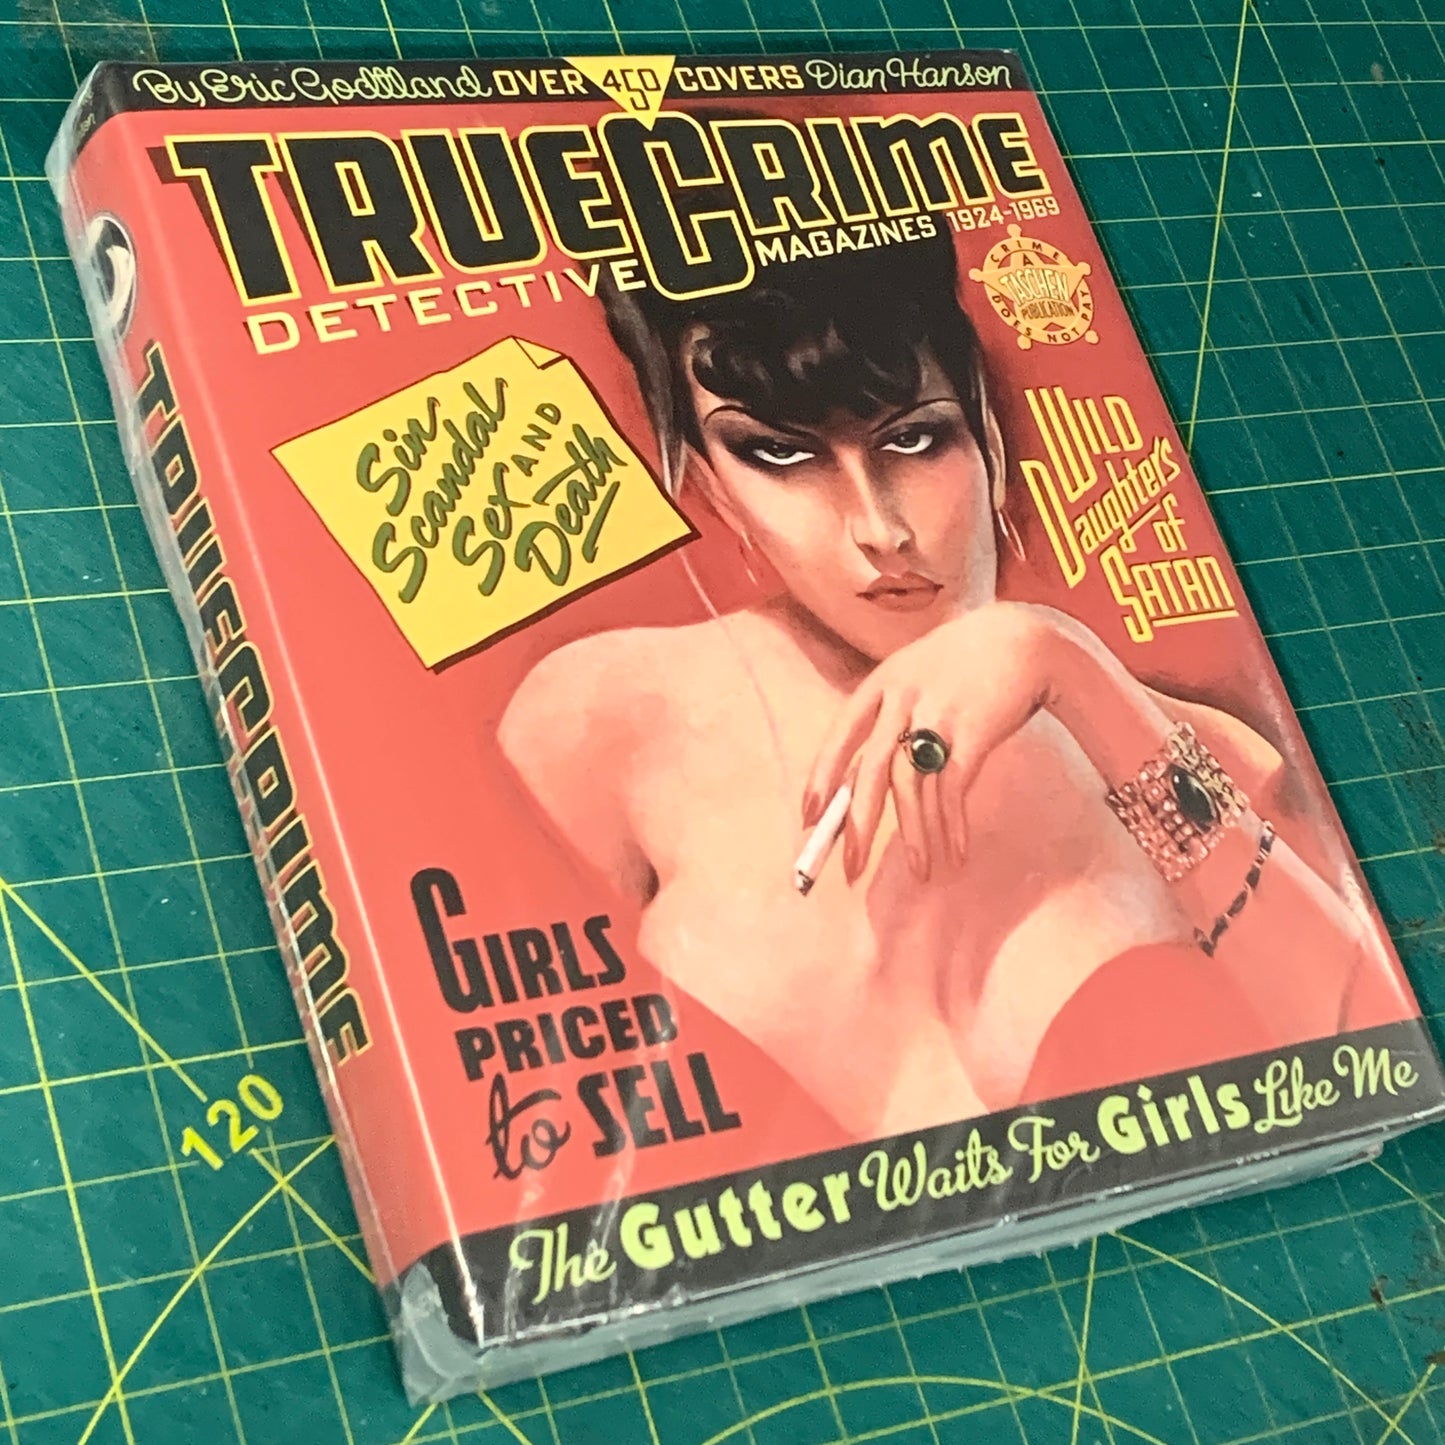 By Eric Godtland OVER 450 COVERS Dian Hanson
TRUE CRIME
DETECTIVE MAGAZINES 1924-1969
CRIME DOES NOT PAY
A
TASCHEN
PUBLICATION
Sin
Scandal
Sex AND
Death
WILD
Daughters
of
SATAN
GIRLS
PRICED
to SELL
The Gutter Waits For Girls Like Me
TRUE CRIME
120